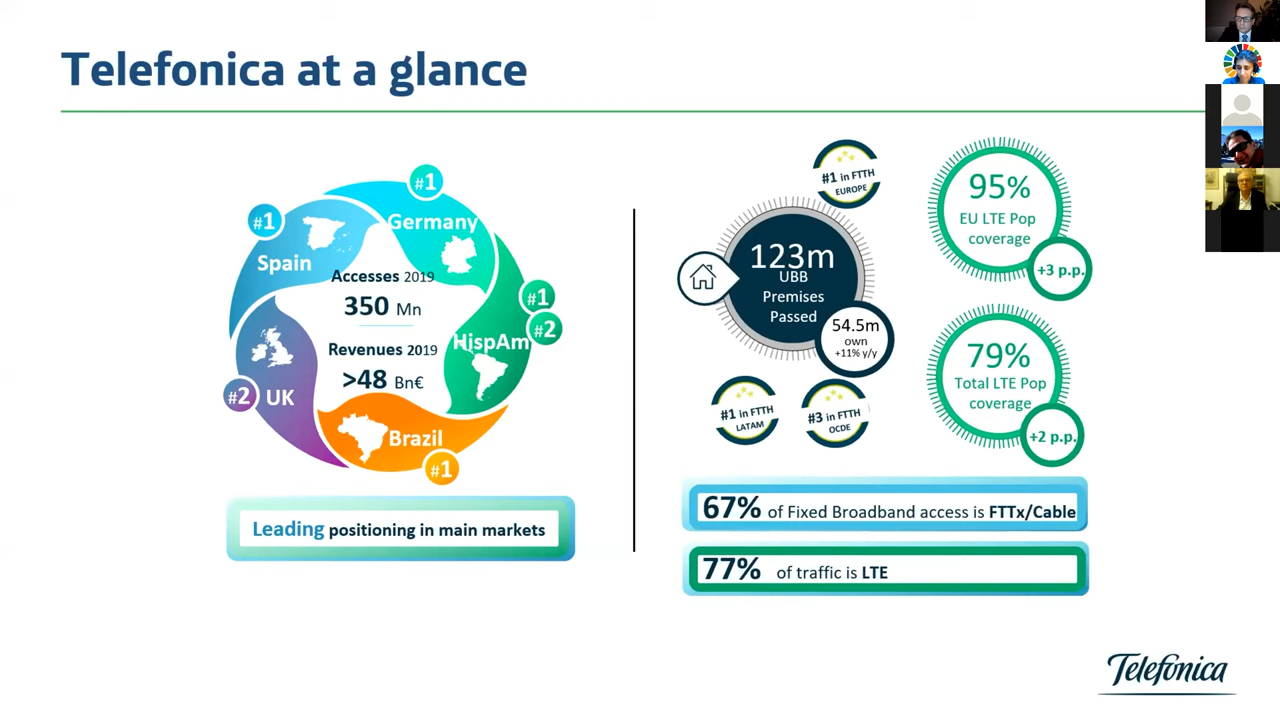 Telefonica at a glance
#1
Spain
#1
Germany
#1
#2
HispAm
#2
UK
Brazil
#1
Accesses 2019
350 Mn
Revenues 2019
>48 Bn€
Leading positioning in main markets
#1 in FTTH
EUROPE
123m
UBB
Premises
Passed
54.5m
own
+11% y/y
#1 in FTTH
LATAM
#3 in FTTH
OCDE
95%
EU LTE Pop
coverage
+3 p.p.
79%
Total LTE Pop
coverage
+2 p.p.
67% of Fixed Broadband access is FTTx/Cable
77% of traffic is LTE
Telefónica